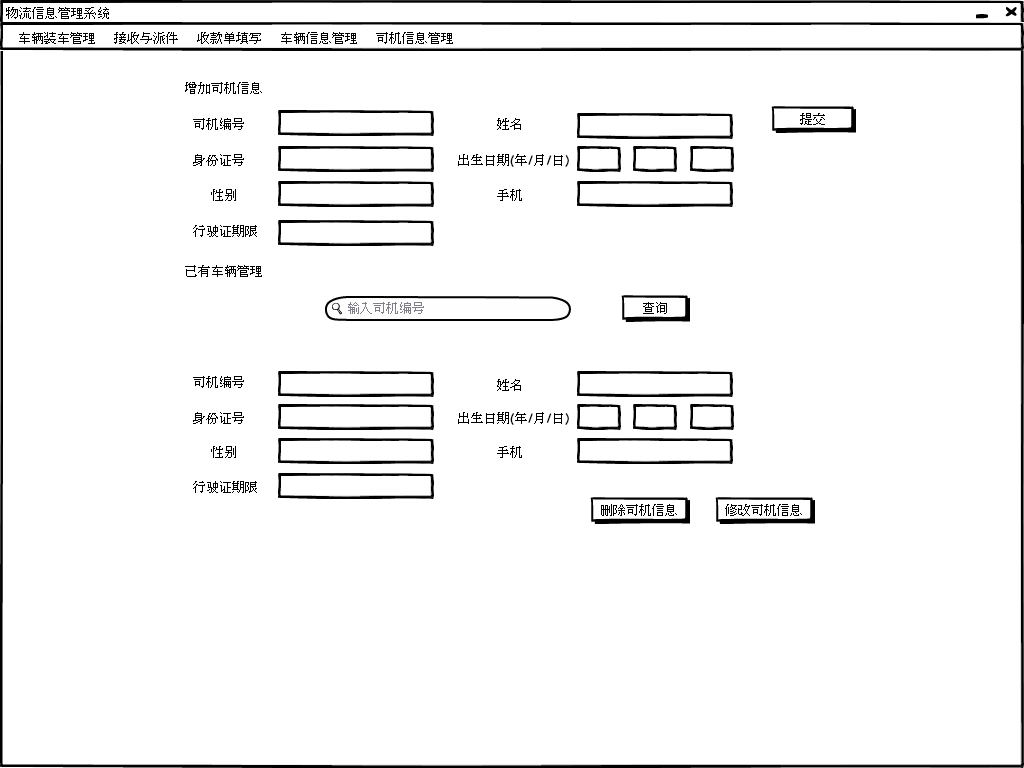 物流信息管理系统
车辆装车管理 接收与派件 收款单填写 车辆信息管理 司机信息管理
增加司机信息
司机编号 姓名 提交
身份证号 出生日期(年/月/日)
性别 手机
行驶证期限
已有车辆管理
输入司机编号 查询
司机编号 姓名
身份证号 出生日期(年/月/日)
性别 手机
行驶证期限
删除司机信息 修改司机信息